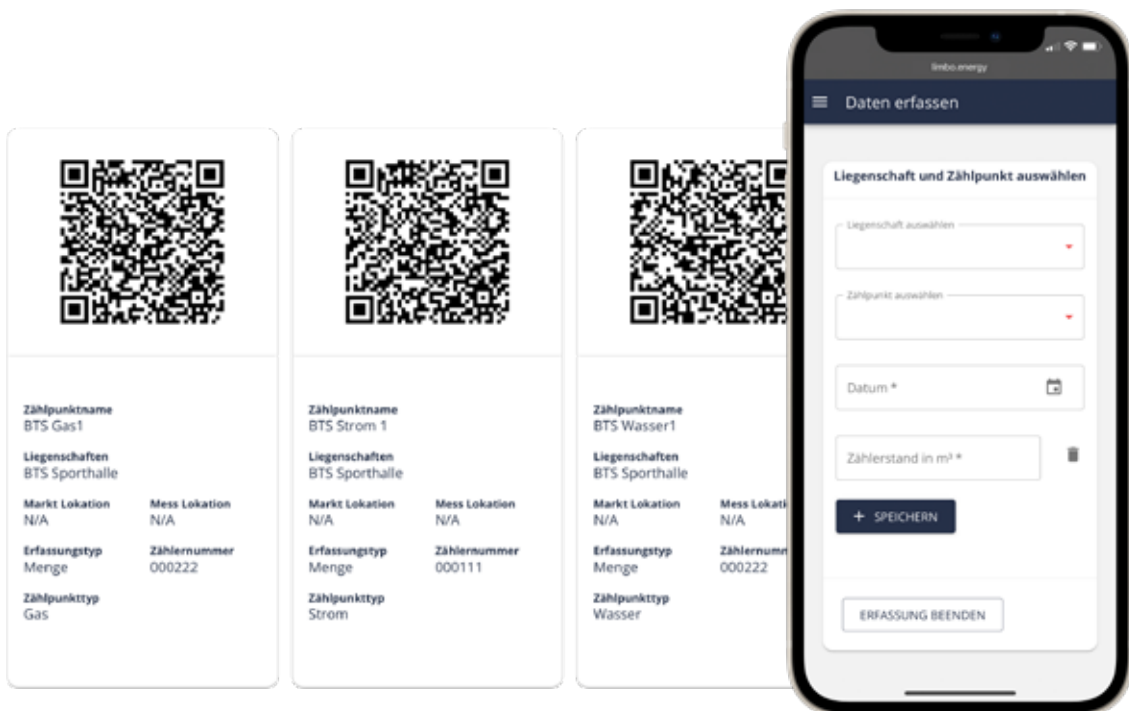 Zählpunktname
BTS Gas1
Liegenschaften
BTS Sporthalle
Markt Lokation Mess Lokation
N/A N/A
Erfassungstyp Zählernummer
Menge 000222
Zählpunkttyp
Gas
Zählpunktname
BTS Strom 1
Liegenschaften
BTS Sporthalle
Markt Lokation Mess Lokation
N/A N/A
Erfassungstyp Zählernummer
Menge 000111
Zählpunkttyp
Strom
Zählpunktname
BTS Wasser1
Liegenschaften
BTS Sporthalle
Markt Lokation Mess Lokati
N/A N/A
Erfassungstyp Zählernumm
Menge 000222
Zählpunkttyp
Wasser
limbo.energy
Daten erfassen
Liegenschaft und Zählpunkt auswählen
Liegenschaft auswählen
Zählpunkt auswählen
Datum *
Zählerstand in m³ *
+ SPEICHERN
ERFASSUNG BEENDEN